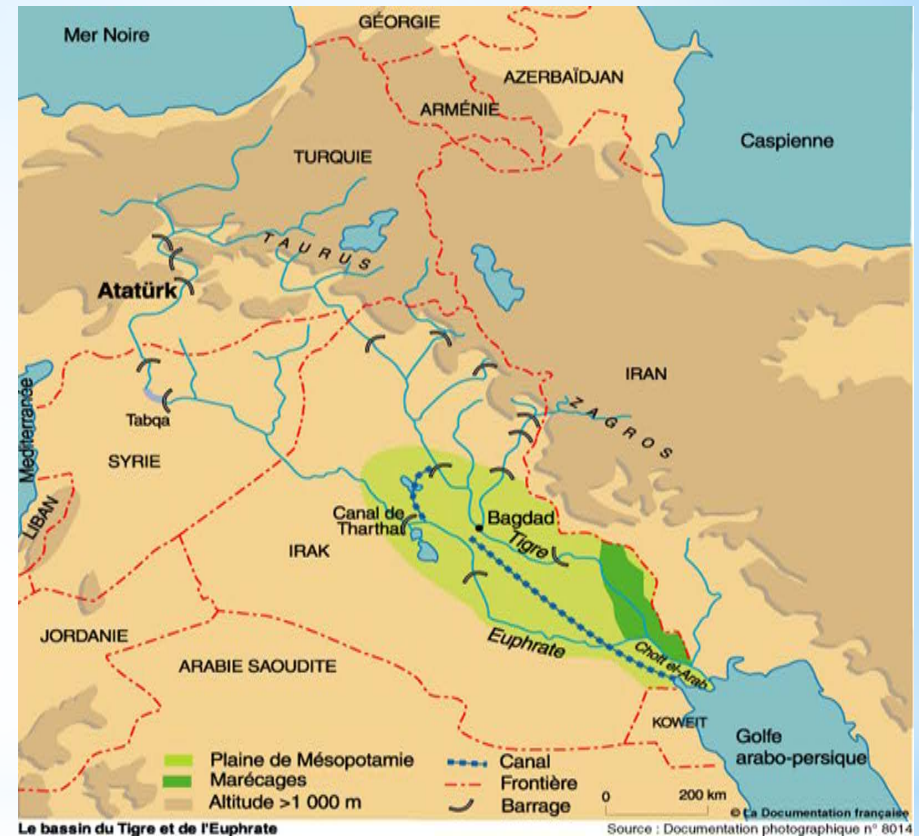 GÉORGIE
Mer Noire
AZERBAÏDJAN
ARMÉNIE
Caspienne
TURQUIE
TAURUS
Atatürk
IRAN
ZAGROS
Mediterranée
Tabqa
SYRIE
LIBAN
Canal de
Tharthal
Bagdad
Tigre
IRAK
JORDANIE
Euphrate
Chott el-Arab
ARABIE SAOUDITE
KOWEIT
Golfe
arabo-persique
Plaine de Mésopotamie
Marécages
Altitude >1 000 m
Canal
Frontière
Barrage
0 200 km
© La Documentation française
Le bassin du Tigre et de l'Euphrate
Source : Documentation photographique n° 8014